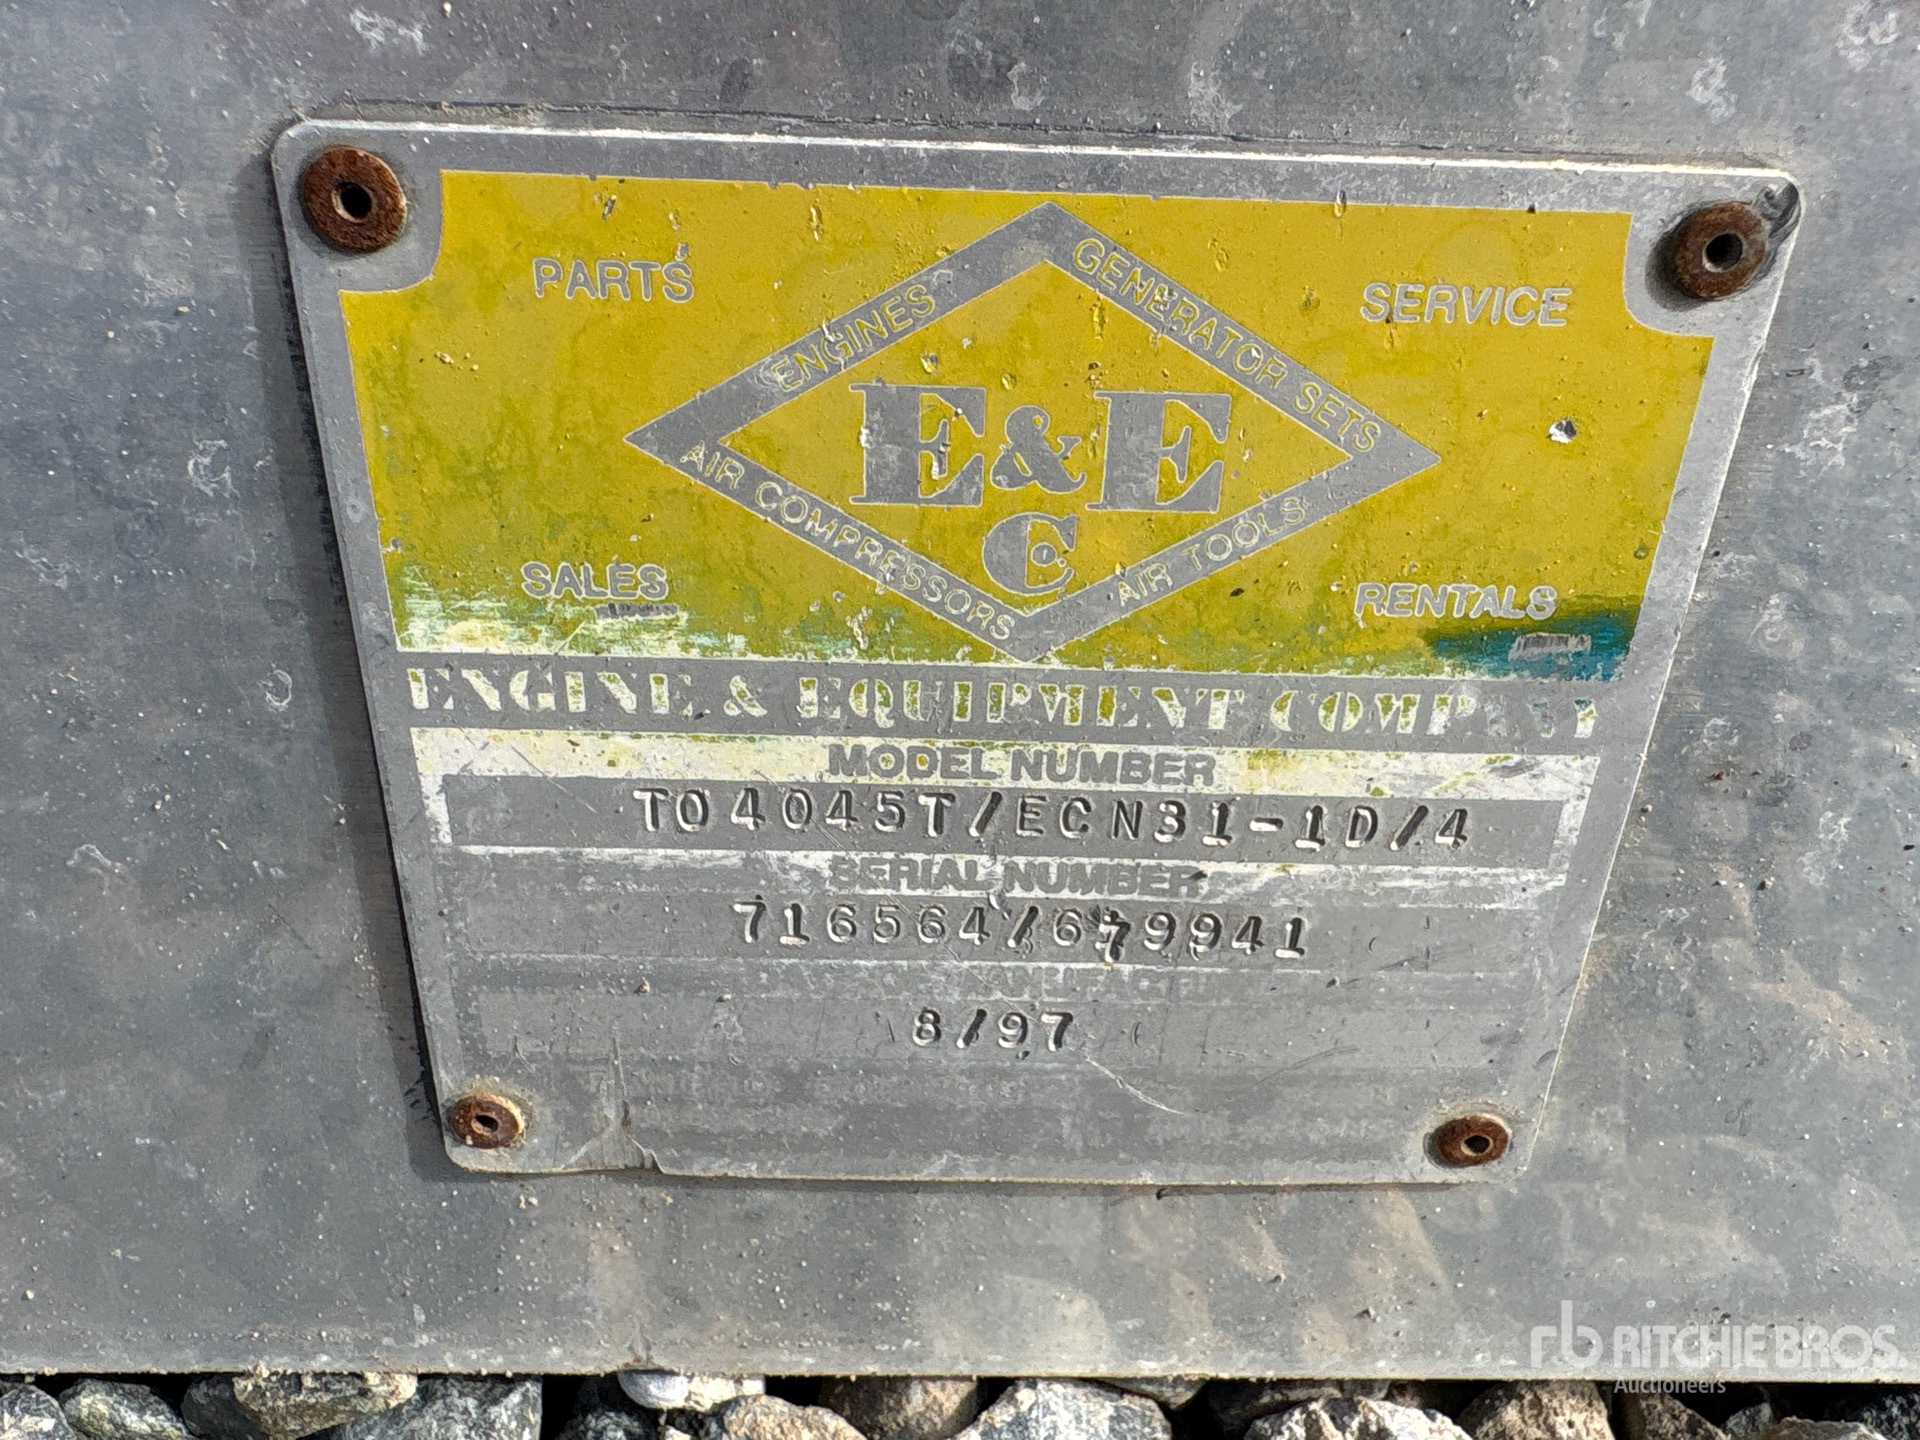 PARTS
SERVICE
ENGINES
GENERATOR SETS
E&E
Co
AIR COMPRESSORS
AIR TOOLS
SALES
RENTALS
ENGINE & EQUIPMENT COMPANY
MODEL NUMBER
TO4045T/ECN31-1D/4
SERIAL NUMBER
716564/679941
8/97
rb RITCHIE BROS.
Auctioneers